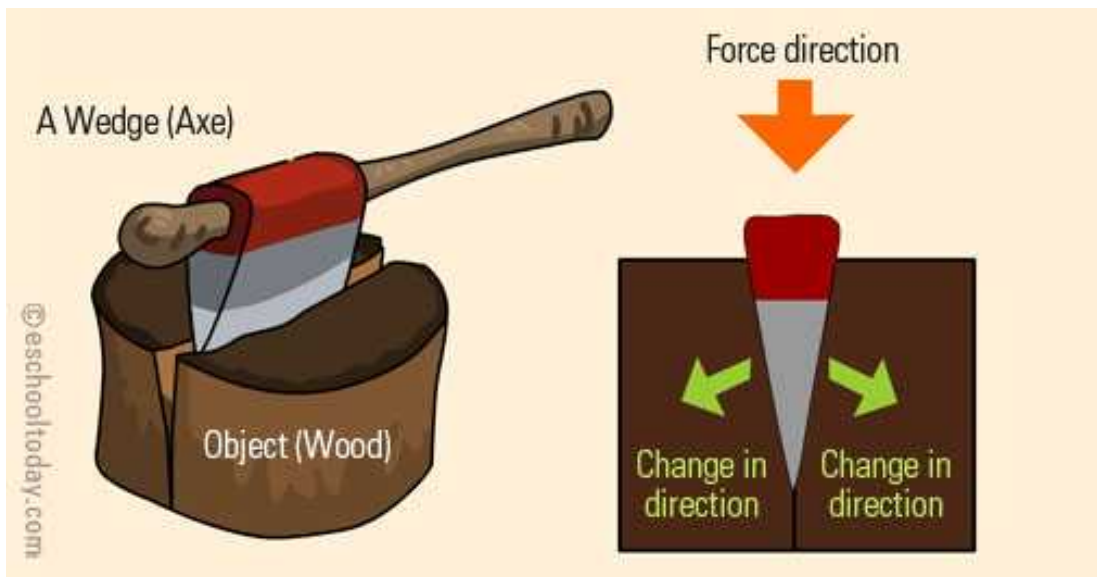 A Wedge (Axe)
Object (Wood)
©eschooltoday.com
Force direction
Change in
direction
Change in
direction